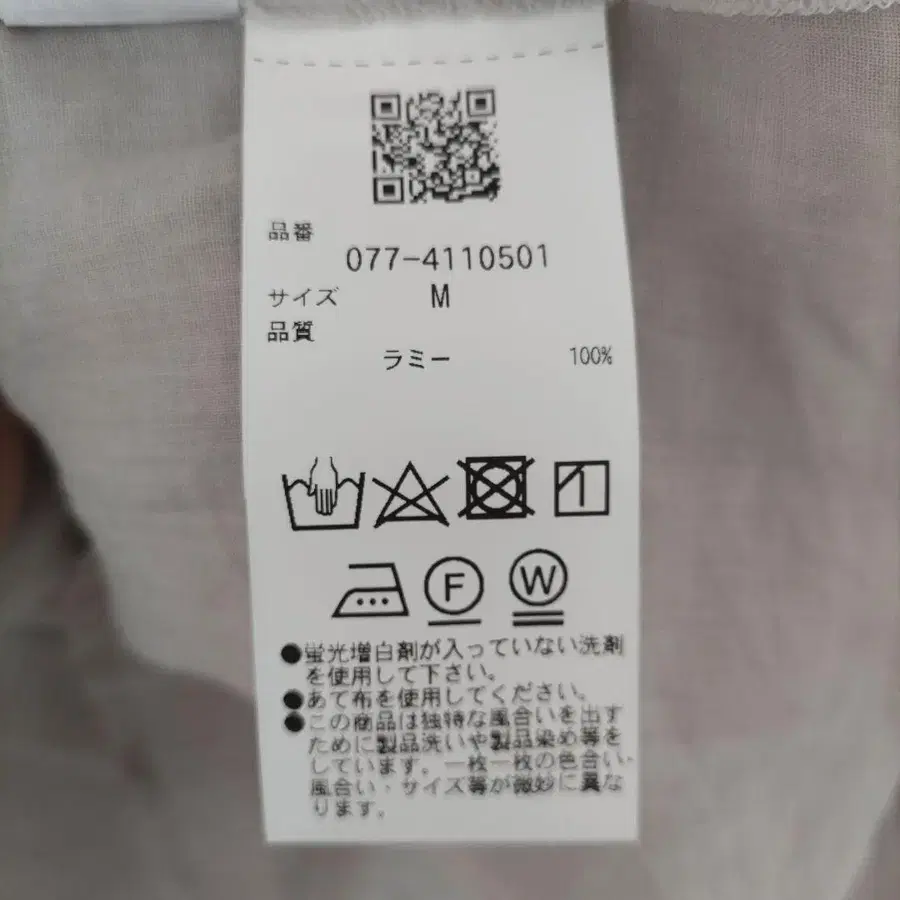 品番
077-4110501
サイズ M
品質
ラミー 100%
F W
●蛍光増白剤が入っていない洗剤
を使用して下さい。
●あて布を使用してください。
●この商品は独特な風合いを出す
ために製品洗いや製品染め等を
しています。一枚一枚の色合い・
風合い・サイズ等が微妙に異な
ります。